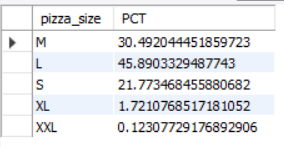 pizza_size PCT
M 30.492044451859723
L 45.8903329487743
S 21.773468455880682
XL 1.7210768517181052
XXL 0.12307729176892906